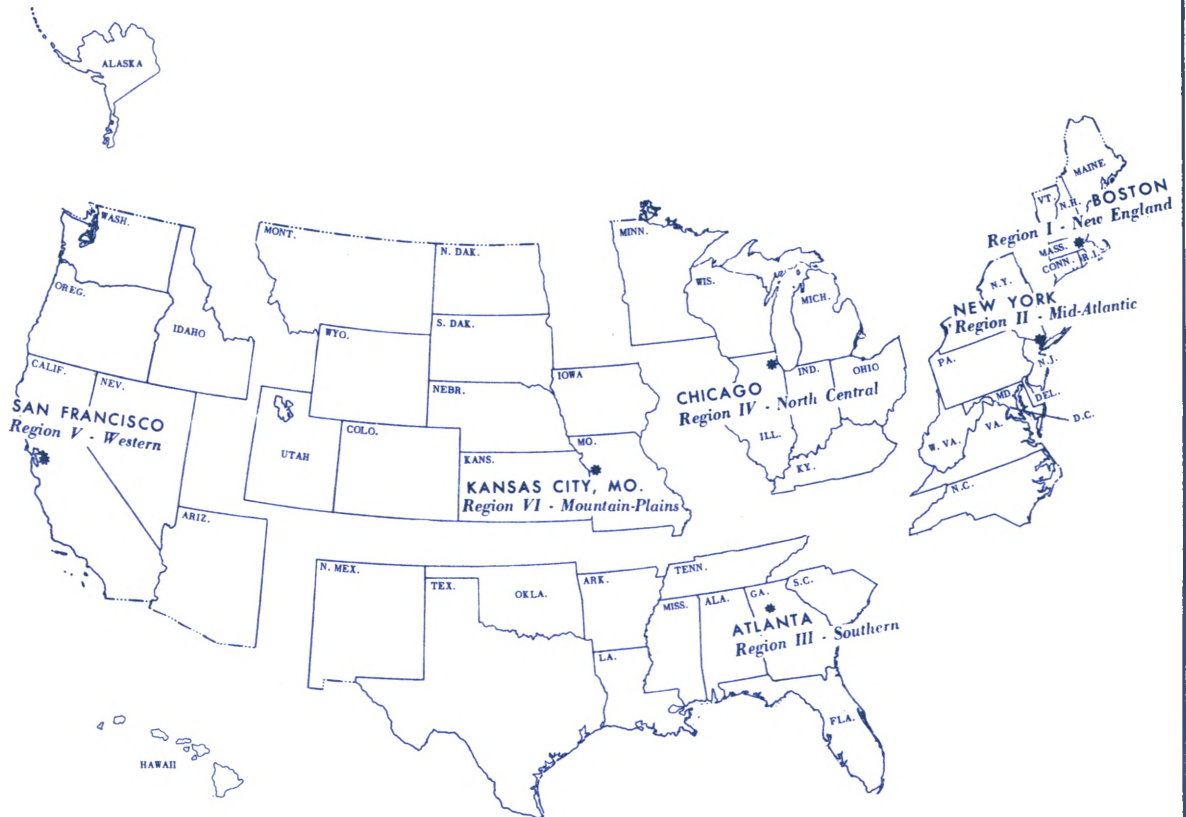 ALASKA
WASH.
OREG.
IDAHO
CALIF.
NEV.
SAN FRANCISCO
Region V - Western
ARIZ.
HAWAII
MONT.
N. DAK.
S. DAK.
WYO.
NEBR.
UTAH
COLO.
KANS.
IOWA
MO.
KANSAS CITY, MO.
Region VI - Mountain-Plains
MINN.
WIS.
MICH.
IND.
OHIO
CHICAGO
Region IV - North Central
ILL.
KY.
N. MEX.
TEX.
OKLA.
ARK.
LA.
TENN.
MISS.
ALA.
GA.
S.C.
ATLANTA
Region III - Southern
FLA.
MAINE
VT.
N.H.
BOSTON
Region I - New England
MASS.
CONN.
R.I.
N.Y.
NEW YORK
Region II - Mid-Atlantic
PA.
N.J.
MD.
DEL.
D.C.
W. VA.
VA.
N.C.